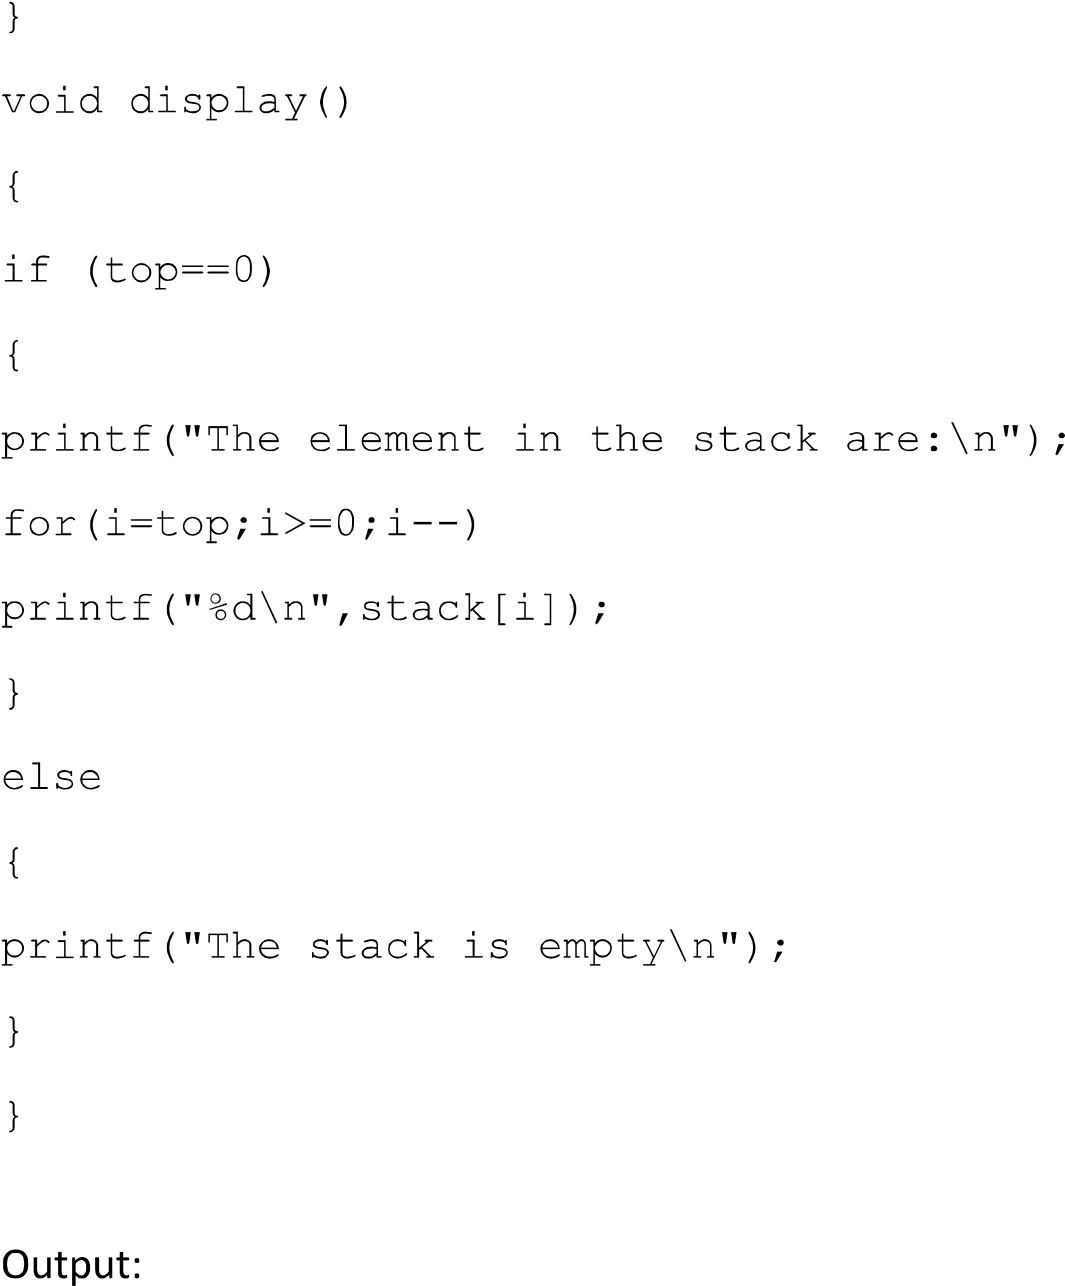 }
void display()
{
if (top==0)
{
printf("The element in the stack are:\n");
for(i=top;i>=0;i--)
printf("%d\n",stack[i]);
}
else
{
printf("The stack is empty\n");
}
}
Output: